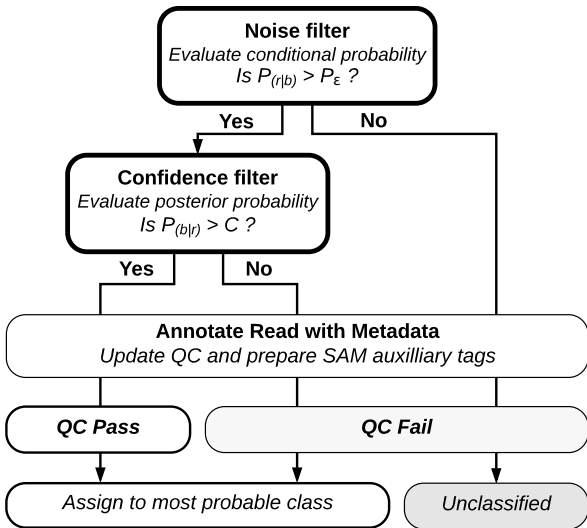 Noise filter
Evaluate conditional probability
Is P(r|b) > Pε ?
Yes
No
Confidence filter
Evaluate posterior probability
Is P(b|r) > C ?
Yes
No
Annotate Read with Metadata
Update QC and prepare SAM auxilliary tags
QC Pass
QC Fail
Assign to most probable class
Unclassified